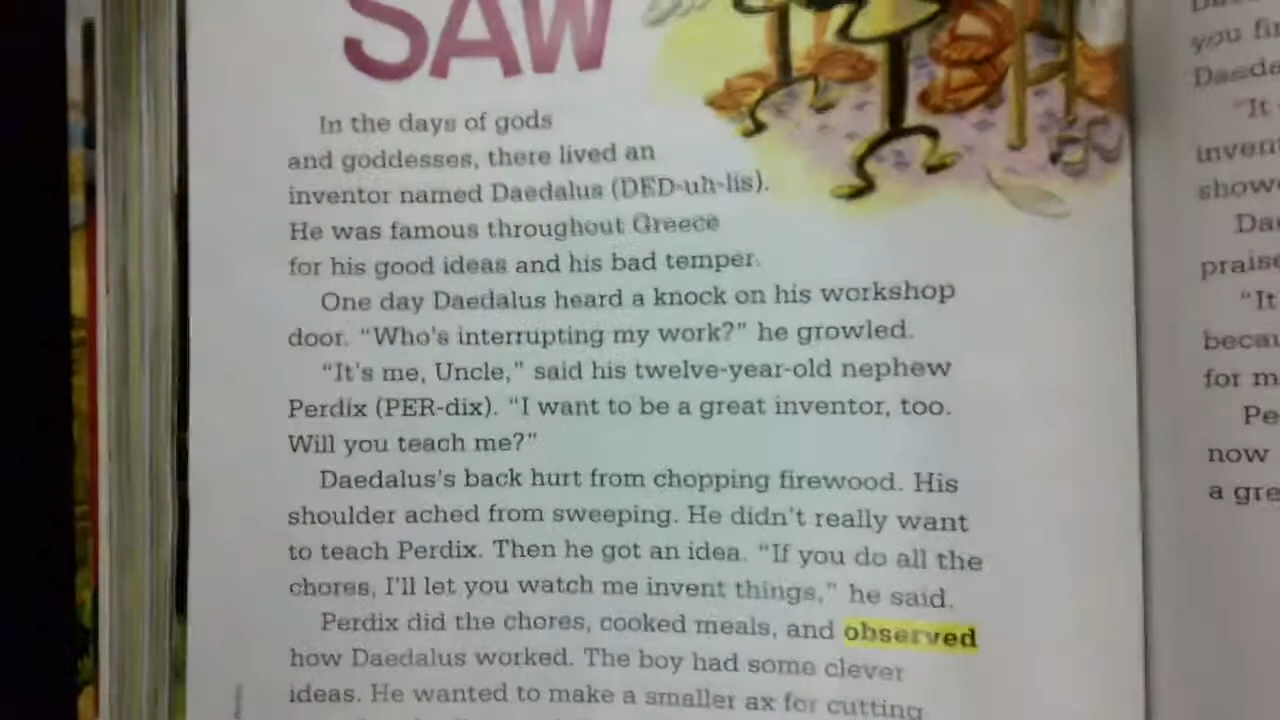 SAW
In the days of gods
and goddesses, there lived an
inventor named Daedalus (DED-uh-lis).
He was famous throughout Greece
for his good ideas and his bad temper.
One day Daedalus heard a knock on his workshop
door. “Who's interrupting my work?” he growled.
“It's me, Uncle,” said his twelve-year-old nephew
Perdix (PER-dix). “I want to be a great inventor, too.
Will you teach me?”
Daedalus's back hurt from chopping firewood. His
shoulder ached from sweeping. He didn't really want
to teach Perdix. Then he got an idea. “If you do all the
chores, I'll let you watch me invent things,” he said.
Perdix did the chores, cooked meals, and observed
how Daedalus worked. The boy had some clever
ideas. He wanted to make a smaller ax for cutting
you
“It
“It
for
now
a